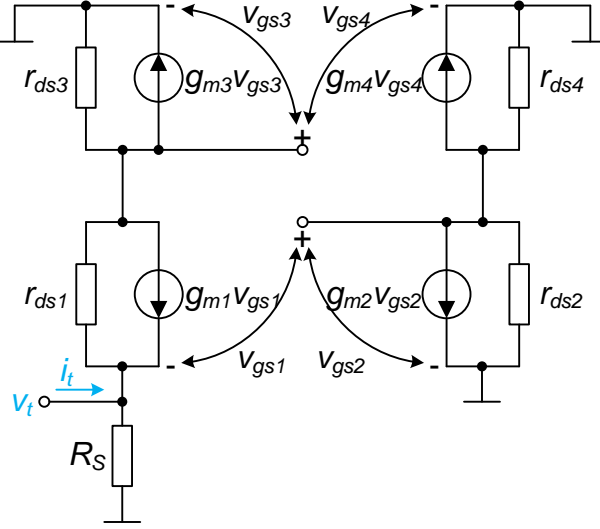 - v_gs3 v_gs4 -
r_ds3 g_m3v_gs3 g_m4v_gs4 r_ds4
+
+
r_ds1 g_m1v_gs1 g_m2v_gs2 r_ds2
- v_gs1 v_gs2 -
i_t
v_t
R_S